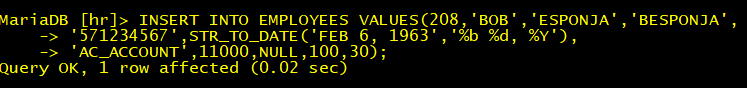 MariaDB [hr]> INSERT INTO EMPLOYEES VALUES(208,'BOB','ESPONJA','BESPONJA',
    -> '571234567',STR_TO_DATE('FEB 6, 1963','%b %d, %Y'),
    -> 'AC_ACCOUNT',11000,NULL,100,30);
Query OK, 1 row affected (0.02 sec)